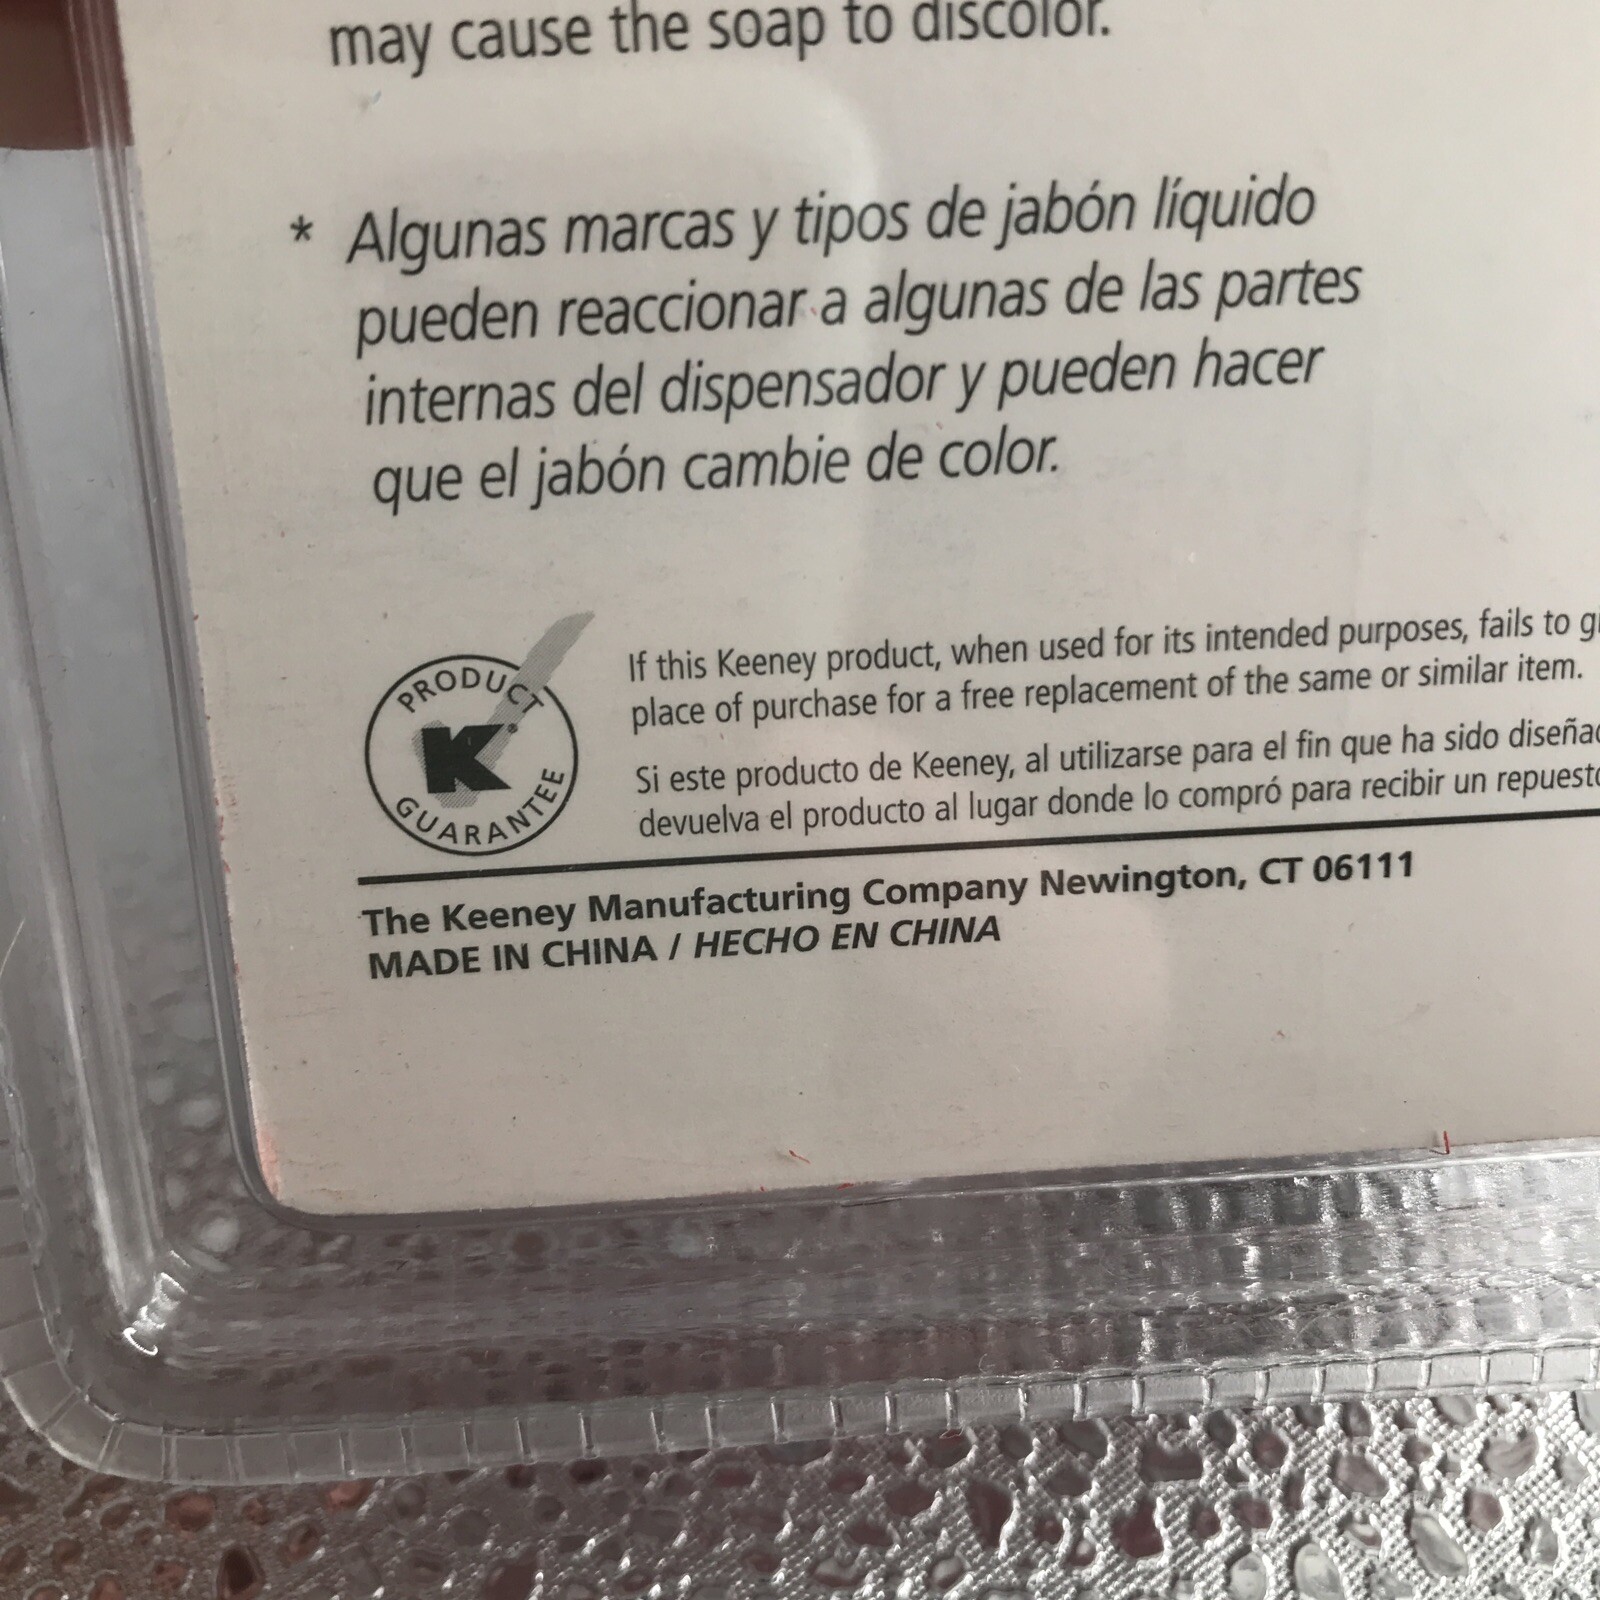 may cause the soap to discolor.
* Algunas marcas y tipos de jabón líquido
pueden reaccionar a algunas de las partes
internas del dispensador y pueden hacer
que el jabón cambie de color.
PRODUCT
K
GUARANTEE
If this Keeney product, when used for its intended purposes, fails to
place of purchase for a free replacement of the same or similar item.
Si este producto de Keeney, al utilizarse para el fin que ha sido
devuelva el producto al lugar donde lo compró para recibir un
The Keeney Manufacturing Company Newington, CT 06111
MADE IN CHINA / HECHO EN CHINA